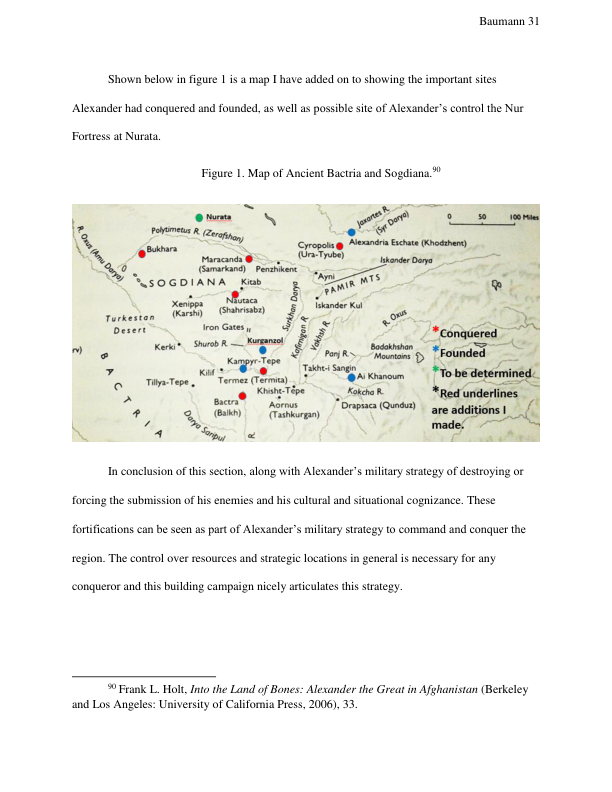 Baumann 31
Shown below in figure 1 is a map I have added on to showing the important sites
Alexander had conquered and founded, as well as possible site of Alexander’s control the Nur
Fortress at Nurata.
Figure 1. Map of Ancient Bactria and Sogdiana.90
Nurata
Polytimetus R. (Zerafshan)
R. Oxus (Amu Darya)
Bukhara
Maracanda
(Samarkand)
Penzhikent
Cyropolis
(Ura-Tyube)
Jaxartes R.
(Syr Darya)
Alexandria Eschate (Khodzhent)
0 50 100 Miles
Iskander Darya
SOGDIANA
Kitab
Ayni
PAMIR MTS
Xenippa
(Karshi)
Nautaca
(Shahrisabz)
Iskander Kul
Turkestan
Desert
Iron Gates
Surkhan Darya
Kafirnigan R.
Vakhsh R.
R. Oxus
rv)
Kerki
Shurob R.
Kurganzol
Kampyr-Tepe
Panj R.
Badakhshan
Mountains
Kilif
Termez (Termita)
Takht-i Sangin
Ai Khanoum
Tillya-Tepe
Khisht-Tepe
Kokcha R.
BACTRIA
Bactra
(Balkh)
Aornus
(Tashkurgan)
Drapsaca (Qunduz)
Darya Saripul
R.
*Conquered
*Founded
*To be determined
*Red underlines
are additions I
made.
In conclusion of this section, along with Alexander’s military strategy of destroying or
forcing the submission of his enemies and his cultural and situational cognizance. These
fortifications can be seen as part of Alexander’s military strategy to command and conquer the
region. The control over resources and strategic locations in general is necessary for any
conqueror and this building campaign nicely articulates this strategy.
90 Frank L. Holt, Into the Land of Bones: Alexander the Great in Afghanistan (Berkeley
and Los Angeles: University of California Press, 2006), 33.